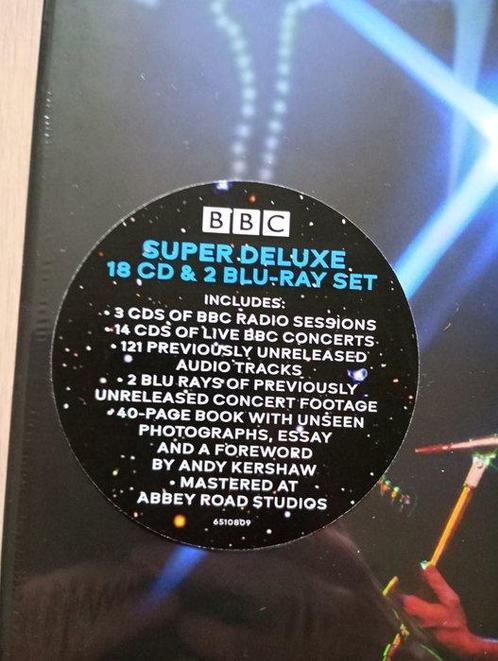 BBC
SUPER DELUXE
18 CD & 2 BLU-RAY SET
INCLUDES:
• 3 CDS OF BBC RADIO SESSIONS
• 14 CDS OF LIVE BBC CONCERTS
• 121 PREVIOUSLY UNRELEASED
AUDIO TRACKS
• 2 BLU RAYS OF PREVIOUSLY
UNRELEASED CONCERT FOOTAGE
• 40-PAGE BOOK WITH UNSEEN
PHOTOGRAPHS, ESSAY
AND A FOREWORD
BY ANDY KERSHAW
• MASTERED AT
ABBEY ROAD STUDIOS
6510809